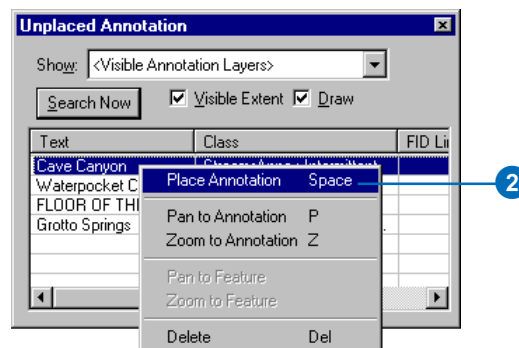 Unplaced Annotation
Show: <Visible Annotation Layers>
Search Now Visible Extent Draw
Text Class FID Li
Cave Canyon
Waterpocket C
FLOOR OF THI
Grotto Springs
Place Annotation Space
2
Pan to Annotation P
Zoom to Annotation Z
Pan to Feature
Zoom to Feature
Delete Del